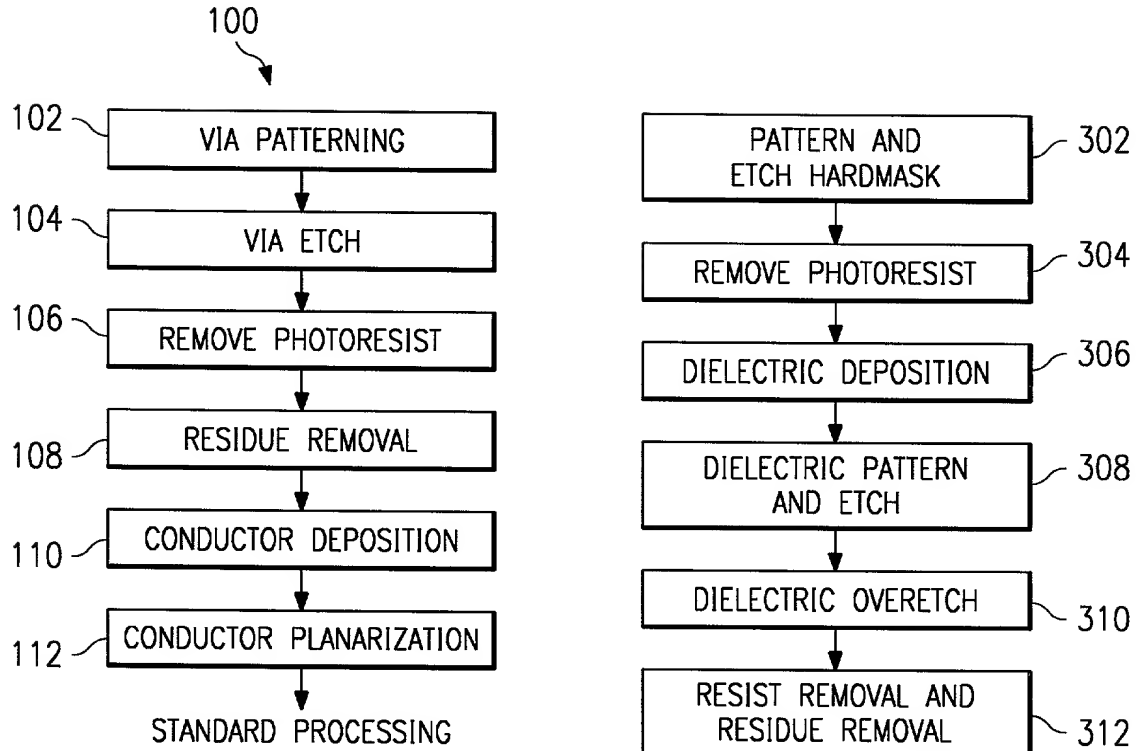 100
102
VIA PATTERNING
104
VIA ETCH
106
REMOVE PHOTORESIST
108
RESIDUE REMOVAL
110
CONDUCTOR DEPOSITION
112
CONDUCTOR PLANARIZATION
STANDARD PROCESSING
PATTERN AND
ETCH HARDMASK
302
REMOVE PHOTORESIST
304
DIELECTRIC DEPOSITION
306
DIELECTRIC PATTERN
AND ETCH
308
DIELECTRIC OVERETCH
310
RESIST REMOVAL AND
RESIDUE REMOVAL
312